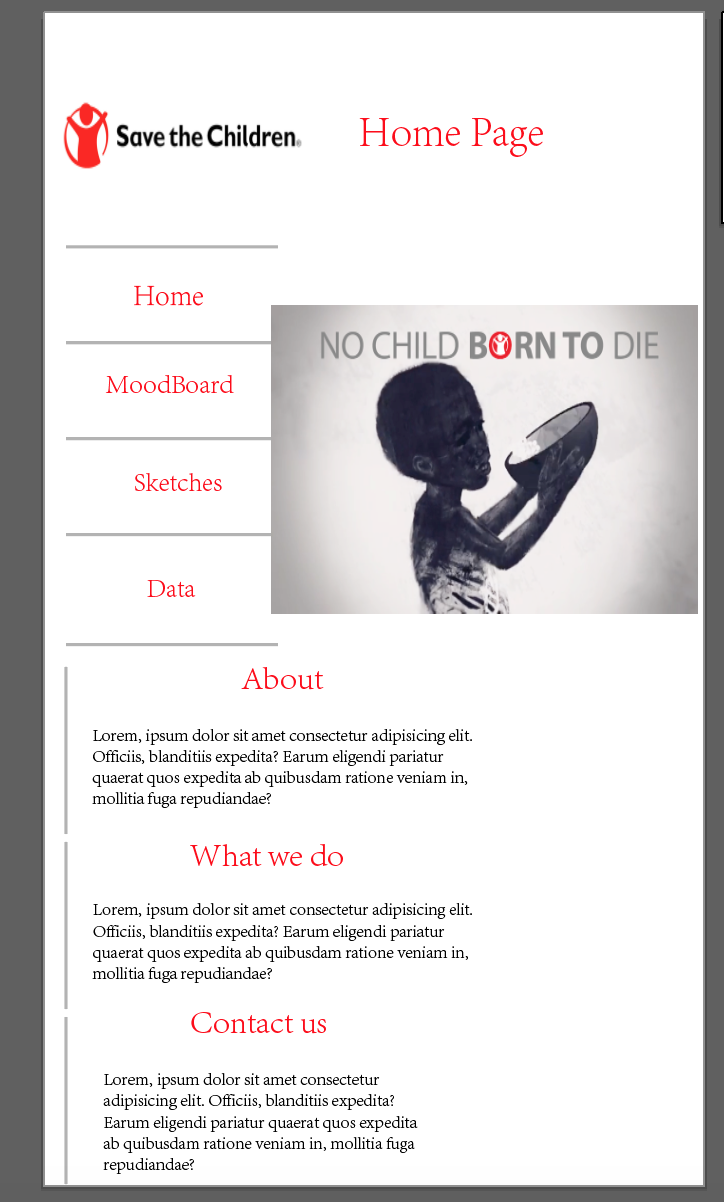 Save the Children®
Home Page
Home
NO CHILD BORN TO DIE
MoodBoard
Sketches
Data
About
Lorem, ipsum dolor sit amet consectetur adipisicing elit.
Officiis, blanditiis expedita? Earum eligendi pariatur
quaerat quos expedita ab quibusdam ratione veniam in,
mollitia fuga repudiandae?
What we do
Lorem, ipsum dolor sit amet consectetur adipisicing elit.
Officiis, blanditiis expedita? Earum eligendi pariatur
quaerat quos expedita ab quibusdam ratione veniam in,
mollitia fuga repudiandae?
Contact us
Lorem, ipsum dolor sit amet consectetur
adipisicing elit. Officiis, blanditiis expedita?
Earum eligendi pariatur quaerat quos expedita
ab quibusdam ratione veniam in, mollitia fuga
repudiandae?